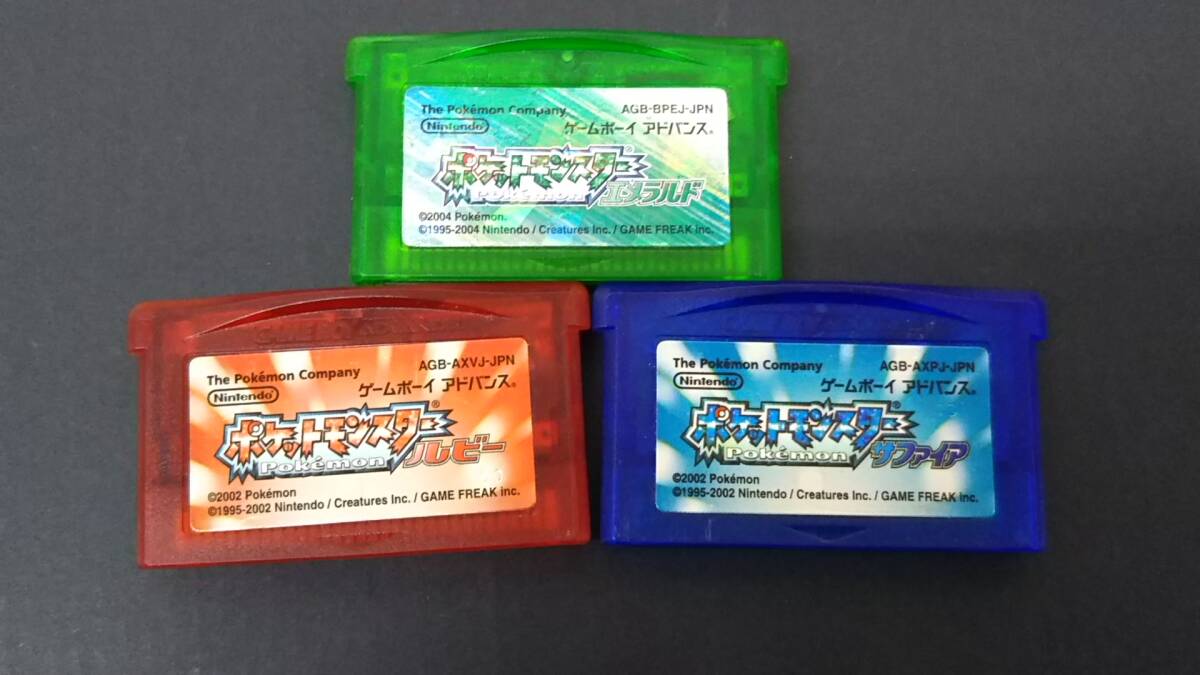 The Pokémon Company AGB-BPEJ-JPN
Nintendo ゲームボーイ アドバンス®
ポケットモンスター®
Pokémon エメラルド
©2004 Pokémon.
©1995-2004 Nintendo / Creatures Inc. / GAME FREAK inc.
The Pokémon Company AGB-AXVJ-JPN
Nintendo ゲームボーイ アドバンス®
ポケットモンスター®
Pokémon ルビー
©2002 Pokémon
©1995-2002 Nintendo / Creatures Inc. / GAME FREAK inc.
The Pokémon Company AGB-AXPJ-JPN
Nintendo ゲームボーイ アドバンス®
ポケットモンスター®
Pokémon サファイア
©2002 Pokémon
©1995-2002 Nintendo / Creatures Inc. / GAME FREAK inc.